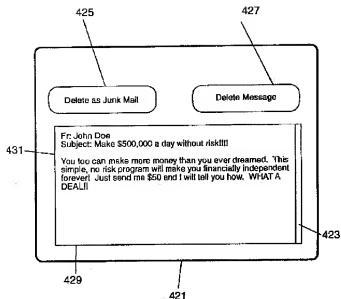 425
427
Delete as Junk Mail
Delete Message
Fr: John Doe
Subject: Make $500,000 a day without risk!!!!
431
You too can make more money than you ever dreamed. This
simple, no risk program will make you financially independent
forever! Just send me $50 and I will tell you how. WHAT A
DEAL!!
423
429
421